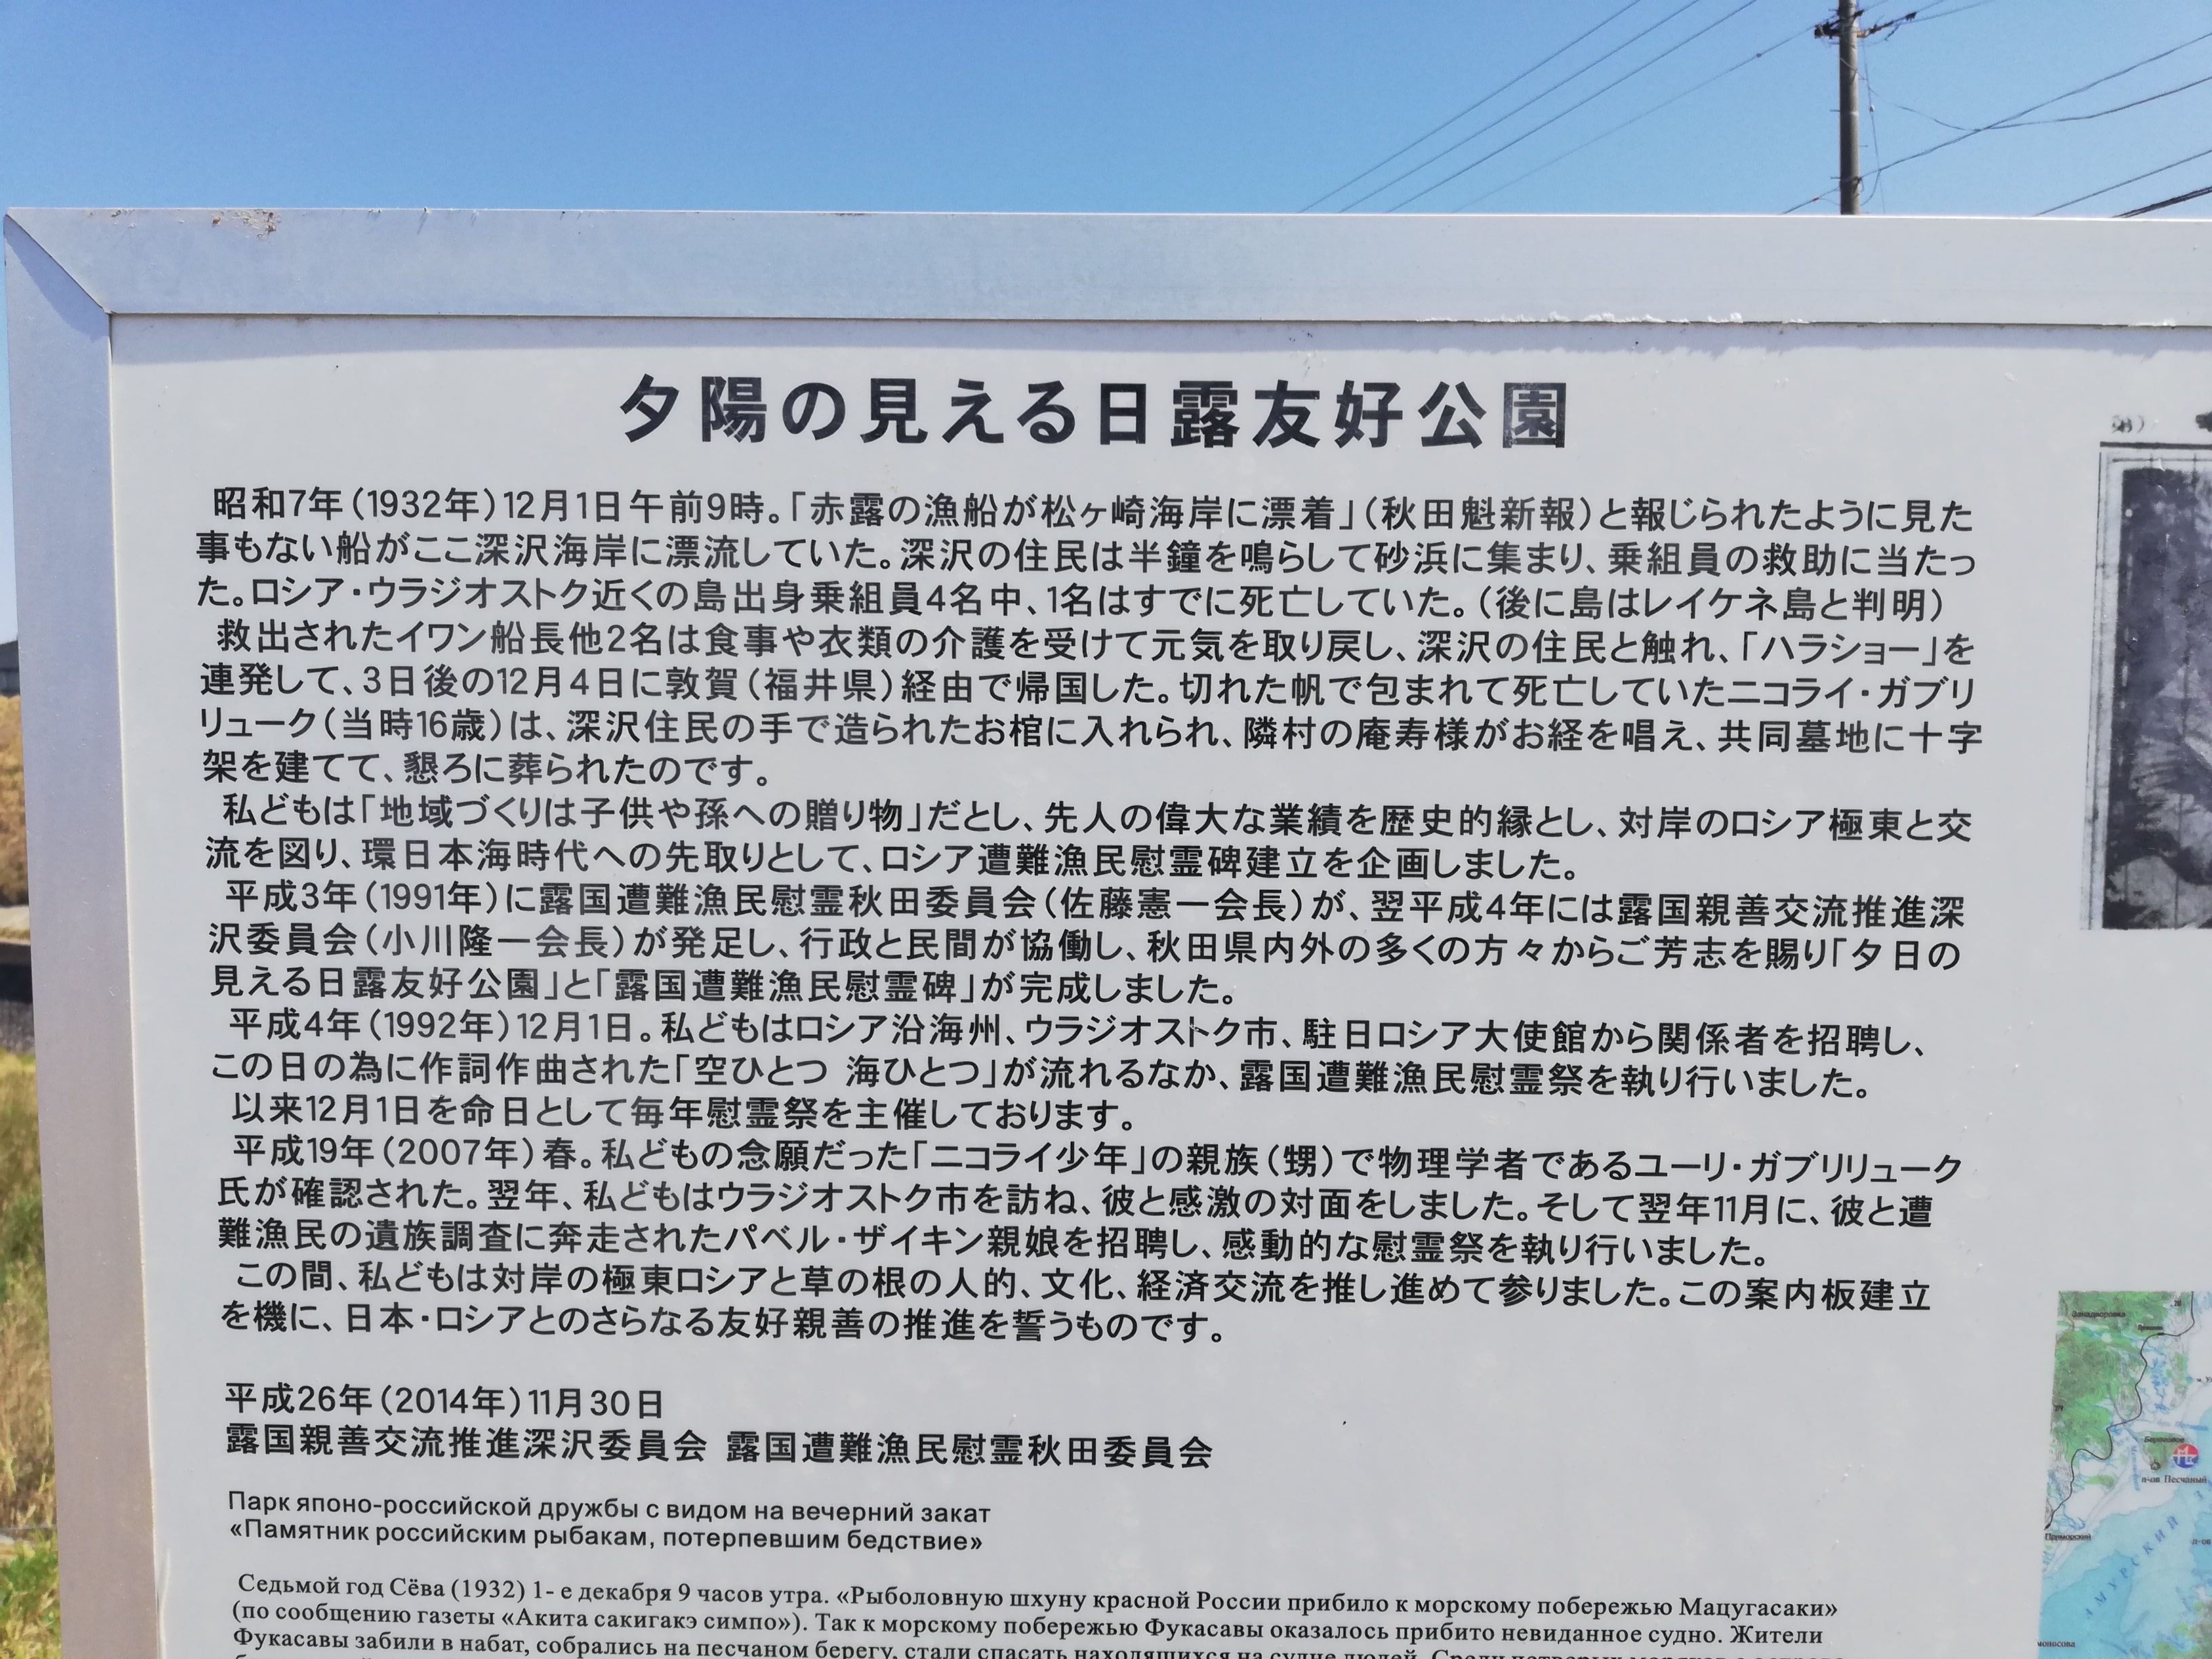 夕陽の見える日露友好公園
昭和7年(1932年)12月1日午前9時。「赤露の漁船が松ヶ崎海岸に漂着」(秋田魁新報)と報じられたように見た
事もない船がここ深沢海岸に漂流していた。深沢の住民は半鐘を鳴らして砂浜に集まり、乗組員の救助に当たっ
た。ロシア・ウラジオストク近くの島出身乗組員4名中、1名はすでに死亡していた。(後に島はレイケネ島と判明)
救出されたイワン船長他2名は食事や衣類の介護を受けて元気を取り戻し、深沢の住民と触れ、「ハラショー」を
連発して、3日後の12月4日に敦賀(福井県)経由で帰国した。切れた帆で包まれて死亡していたニコライ・ガブリ
リューク(当時16歳)は、深沢住民の手で造られたお棺に入れられ、隣村の庵寿様がお経を唱え、共同墓地に十字
架を建てて、懇ろに葬られたのです。
私どもは「地域づくりは子供や孫への贈り物」だとし、先人の偉大な業績を歴史的縁とし、対岸のロシア極東と交
流を図り、環日本海時代への先取りとして、ロシア遭難漁民慰霊碑建立を企画しました。
平成3年(1991年)に露国遭難漁民慰霊秋田委員会(佐藤憲一会長)が、翌平成4年には露国親善交流推進深
沢委員会(小川隆一会長)が発足し、行政と民間が協働し、秋田県内外の多くの方々からご芳志を賜り「夕日の
見える日露友好公園」と「露国遭難漁民慰霊碑」が完成しました。
平成4年(1992年)12月1日。私どもはロシア沿海州、ウラジオストク市、駐日ロシア大使館から関係者を招聘し、
この日の為に作詞作曲された「空ひとつ 海ひとつ」が流れるなか、露国遭難漁民慰霊祭を執り行いました。
以来12月1日を命日として毎年慰霊祭を主催しております。
平成19年(2007年)春。私どもの念願だった「ニコライ少年」の親族(甥)で物理学者であるユーリ・ガブリリューク
氏が確認された。翌年、私どもはウラジオストク市を訪ね、彼と感激の対面をしました。そして翌年11月に、彼と遭
難漁民の遺族調査に奔走されたパベル・ザイキン親娘を招聘し、感動的な慰霊祭を執り行いました。
この間、私どもは対岸の極東ロシアと草の根の人的、文化、経済交流を推し進めて参りました。この案内板建立
を機に、日本・ロシアとのさらなる友好親善の推進を誓うものです。
平成26年(2014年)11月30日
露国親善交流推進深沢委員会 露国遭難漁民慰霊秋田委員会
Парк японо-российской дружбы с видом на вечерний закат
«Памятник российским рыбакам, потерпевшим бедствие»
Седьмой год Сёва (1932) 1- е декабря 9 часов утра. «Рыболовную шхуну красной России прибило к морскому побережью Мацугасаки»
(по сообщению газеты «Акита сакигакэ симпо»). Так к морскому побережью Фукасавы оказалось прибито невиданное судно. Жители
Фукасавы забили в набат, собрались на песчаном берегу, стали спасать находящихся на судне людей. Среди четверых
Занадворовка
Береговое
п-ов Песчаный
Приморский
АМУРСКИЙ